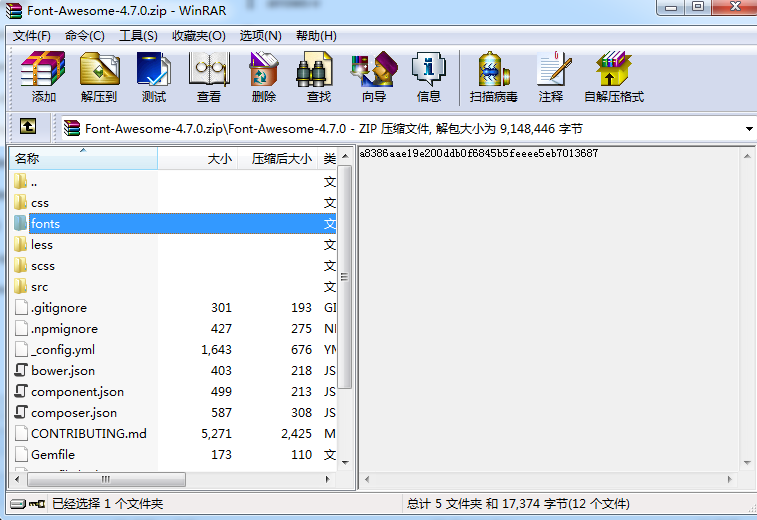 Font-Awesome-4.7.0.zip - WinRAR
文件(F) 命令(C) 工具(S) 收藏夹(O) 选项(N) 帮助(H)
添加 解压到 测试 查看 删除 查找 向导 信息 扫描病毒 注释 自解压格式
Font-Awesome-4.7.0.zip\Font-Awesome-4.7.0 - ZIP 压缩文件, 解包大小为 9,148,446 字节
名称 大小 压缩后大小 类
a8386aae19e200ddb0f6845b5feeee5eb7013687
.. 文
css 文
fonts 文
less 文
scss 文
src 文
.gitignore 301 193 GI
.npmignore 427 275 NI
_config.yml 1,643 676 YM
bower.json 403 218 JS
component.json 499 213 JS
composer.json 587 308 JS
CONTRIBUTING.md 5,271 2,425 M
Gemfile 173 110 文
已经选择 1 个文件夹
总计 5 文件夹 和 17,374 字节(12 个文件)